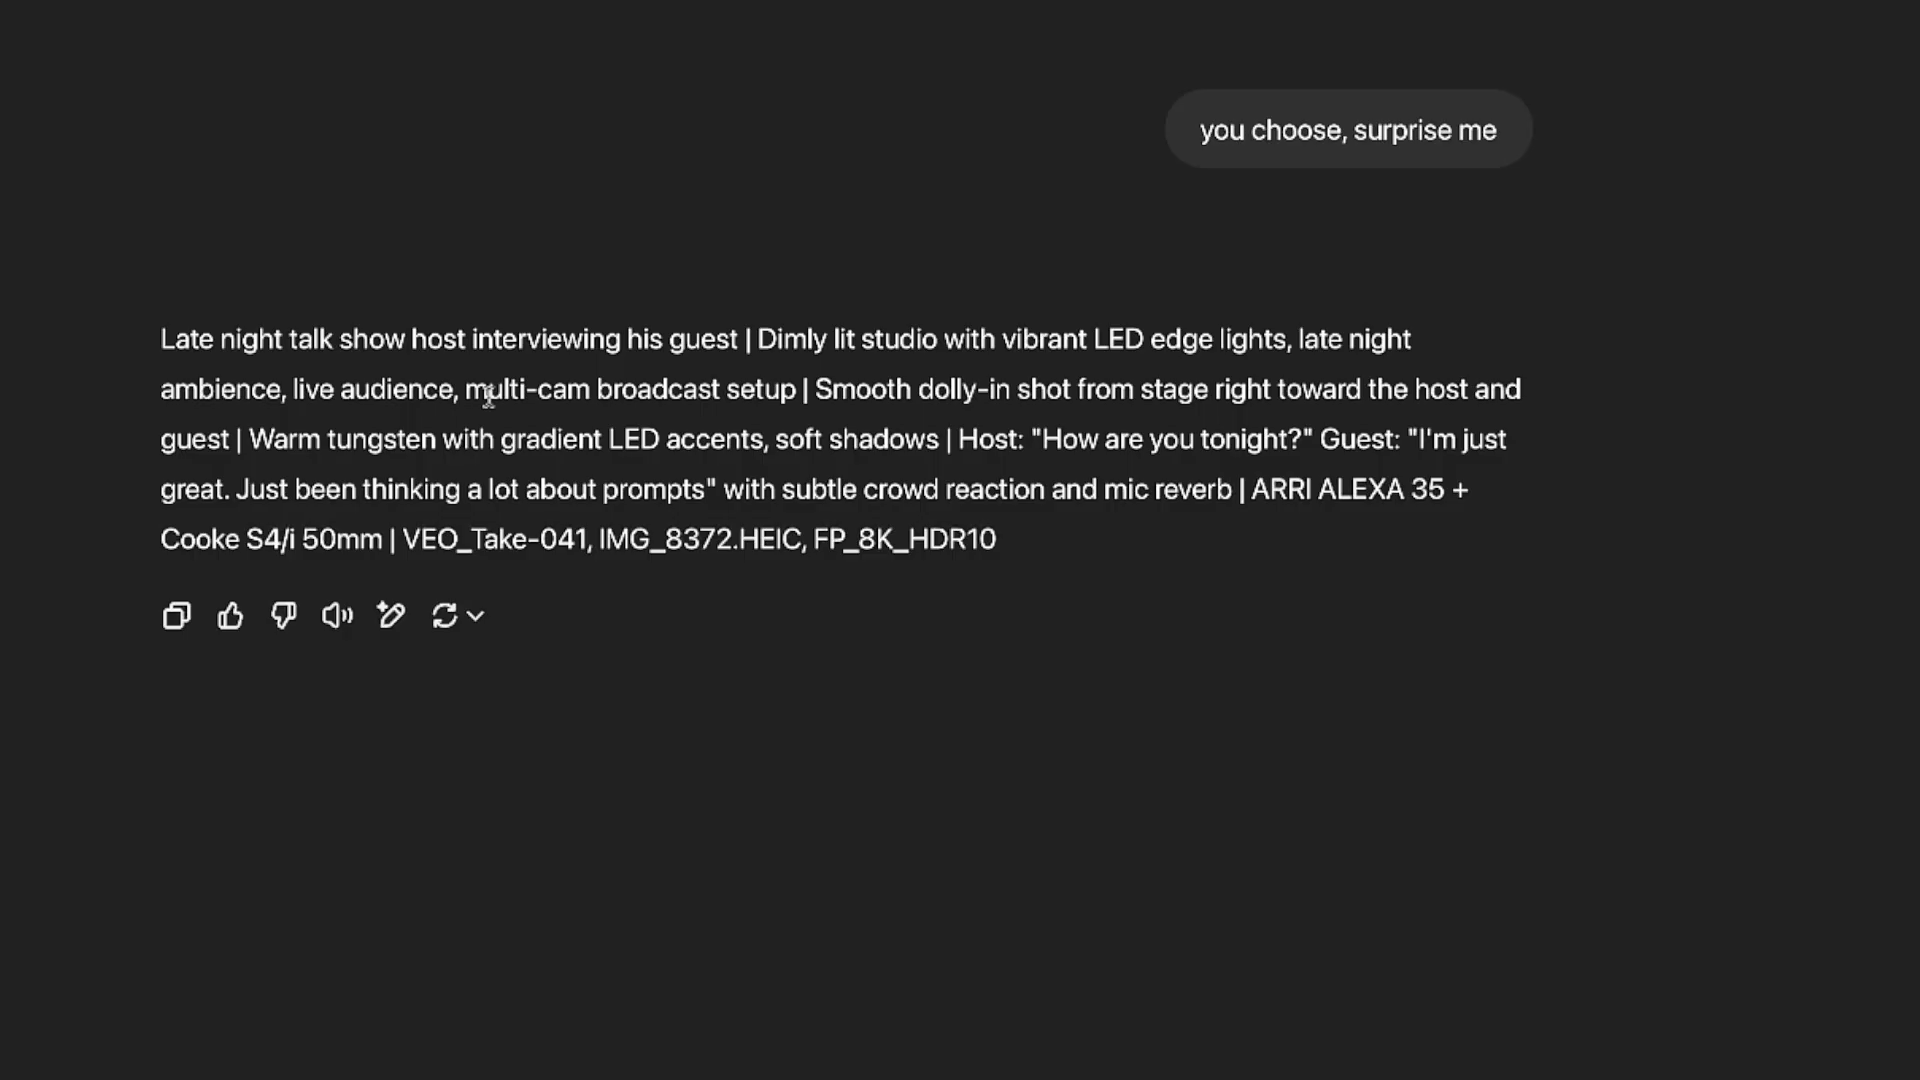 you choose, surprise me
Late night talk show host interviewing his guest | Dimly lit studio with vibrant LED edge lights, late night
ambience, live audience, multi-cam broadcast setup | Smooth dolly-in shot from stage right toward the host and
guest | Warm tungsten with gradient LED accents, soft shadows | Host: "How are you tonight?" Guest: "I'm just
great. Just been thinking a lot about prompts" with subtle crowd reaction and mic reverb | ARRI ALEXA 35 +
Cooke S4/i 50mm | VEO_Take-041, IMG_8372.HEIC, FP_8K_HDR10